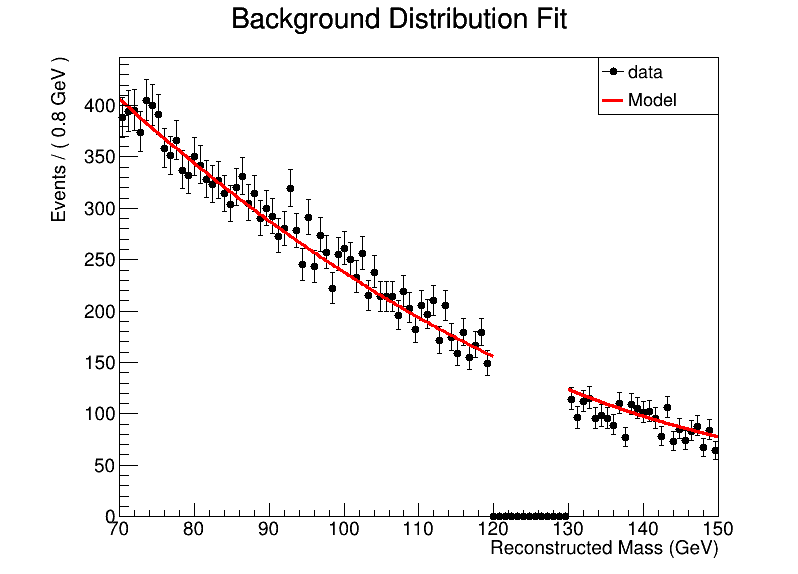 Background Distribution Fit
Events / ( 0.8 GeV )
data
Model
400
350
300
250
200
150
100
50
0
70 80 90 100 110 120 130 140 150
Reconstructed Mass (GeV)